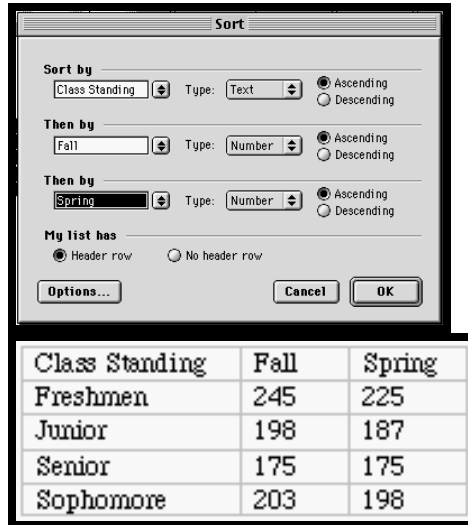 Sort
Sort by
Class Standing Type: Text Ascending
Descending
Then by
Fall Type: Number Ascending
Descending
Then by
Spring Type: Number Ascending
Descending
My list has
Header row No header row
Options... Cancel OK
Class Standing Fall Spring
Freshmen 245 225
Junior 198 187
Senior 175 175
Sophomore 203 198